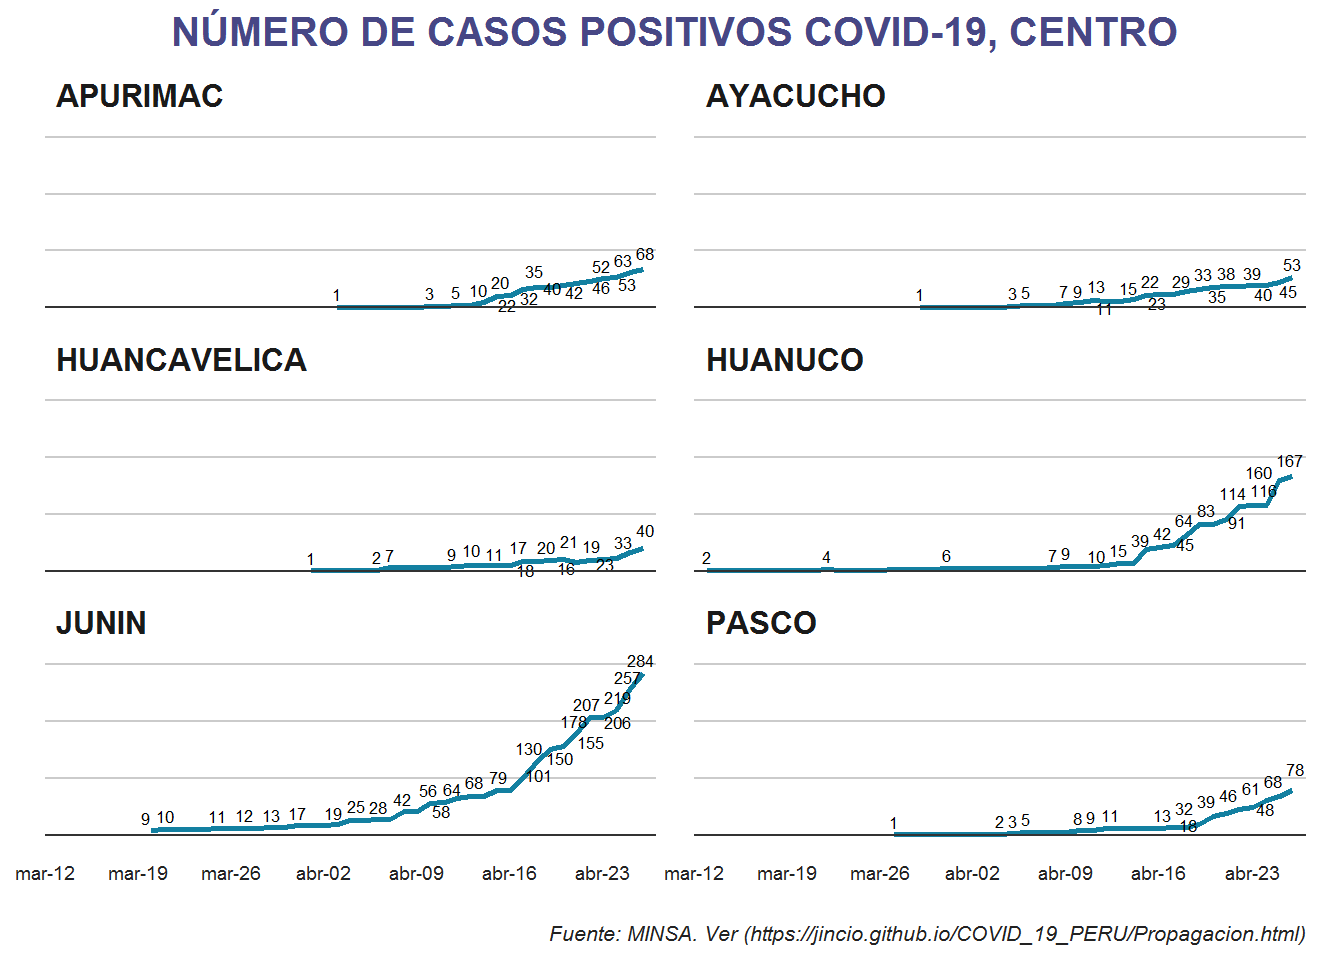 NÚMERO DE CASOS POSITIVOS COVID-19, CENTRO
APURIMAC
1 3 5 10 20 22 32 35 40 42 46 52 53 63 68
AYACUCHO
1 3 5 7 9 13 11 15 22 23 29 33 35 38 39 40 45 53
HUANCAVELICA
1 2 7 9 10 11 17 18 20 16 21 19 23 33 40
HUANUCO
2 4 6 7 9 10 15 39 42 45 64 83 91 114 116 160 167
JUNIN
9 10 11 12 13 17 19 25 28 42 56 58 64 68 79 101 130 150 178 155 207 206 219 257 284
PASCO
1 2 3 5 8 9 11 13 18 32 39 46 61 48 68 78
mar-12 mar-19 mar-26 abr-02 abr-09 abr-16 abr-23 mar-12 mar-19 mar-26 abr-02 abr-09 abr-16 abr-23
Fuente: MINSA. Ver (https://jincio.github.io/COVID_19_PERU/Propagacion.html)